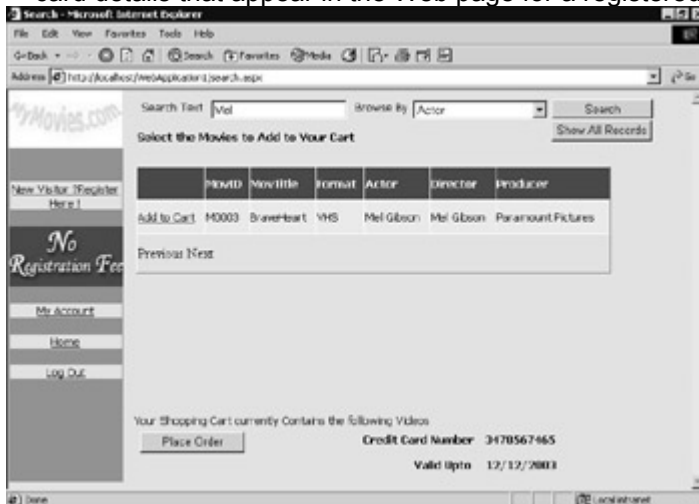 card details that appear in the Web page for a registered
Search - Microsoft Internet Explorer
File Edit View Favorites Tools Help
Back Search Favorites Media
Address http://localhost/WebApplication1/search.aspx Go
MyMovies.com
Search Text Mel Browse By Actor Search
Select the Movies to Add to Your Cart Show All Records
New Visitor ?Register
Here !
MovID MovTitle Format Actor Director Producer
Add to Cart M0003 BraveHeart VHS Mel Gibson Mel Gibson Paramount Pictures
Previous Next
No
Registration Fee
My Account
Home
Log Out
Your Shopping Cart currently Contains the following Videos
Place Order Credit Card Number 3478567465
Valid Upto 12/12/2003
Done Local intranet